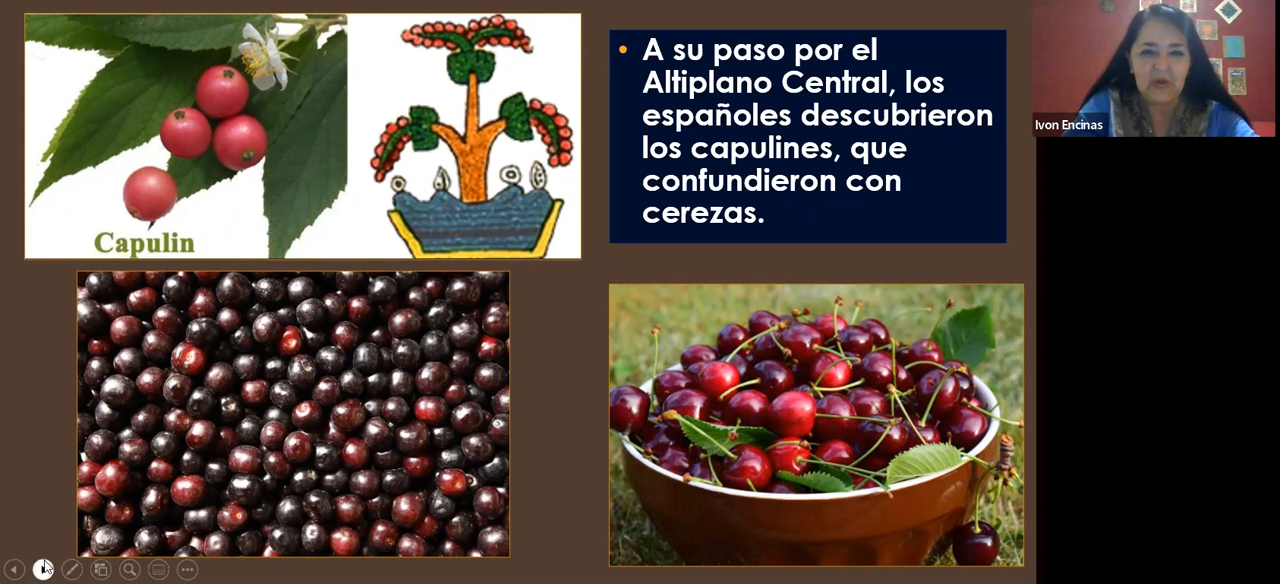 Capulin
• A su paso por el
Altiplano Central, los
españoles descubrieron
los capulines, que
confundieron con
cerezas.
Ivon Encinas